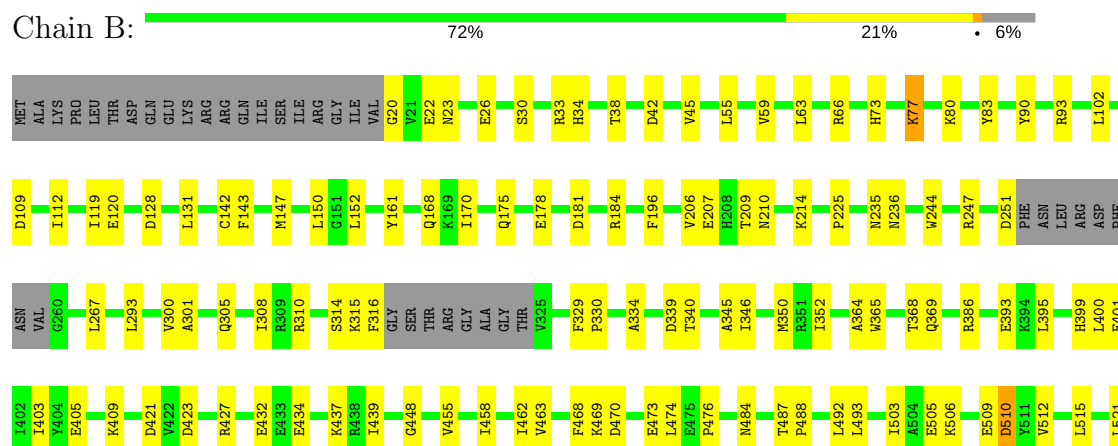 Chain B:
72% 21% • 6%
MET ALA LYS PRO LEU THR ASP GLN GLU LYS ARG ARG GLN ILE SER ILE ARG GLY ILE VAL G20 V21 E22 N23 E26 S30 R33 H34 T38 D42 V45 L55 V59 L63 R66 H73 K77 K80 Y83 Y90 R93 L102
D109 I112 I119 E120 D128 L131 C142 F143 M147 L150 G151 L152 Y161 Q168 K169 I170 Q175 E178 D181 R184 F196 V206 E207 H208 T209 N210 K214 P225 N235 N236 W244 R247 D251 PHE ASN LEU ARG ASP PHE
ASN VAL G260 L267 L293 V300 A301 Q305 I308 R309 R310 S314 K315 F316 GLY SER THR ARG GLY ALA GLY THR V325 F329 P330 A334 D339 T340 A345 I346 M350 R351 I352 A364 W365 T368 Q369 R386 E393 K394 L395 H399 L400 E401
I402 I403 Y404 E405 K409 D421 V422 D423 R427 E432 E433 E434 K437 R438 I439 G448 V455 I458 I462 V463 F468 K469 D470 E473 L474 E475 P476 N484 T487 P488 L492 L493 I503 A504 E505 K506 E509 D510 Y511 V512 L515